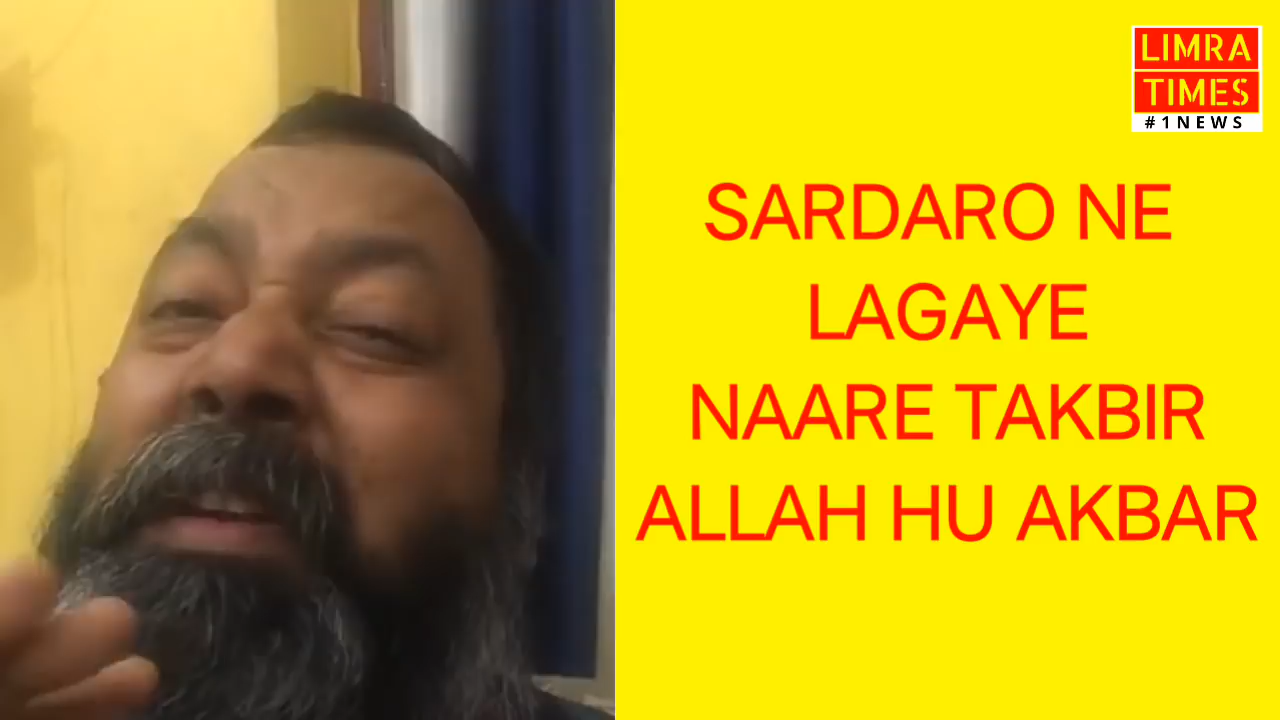 LIMRA
TIMES
#1NEWS
SARDARO NE
LAGAYE
NAARE TAKBIR
ALLAH HU AKBAR